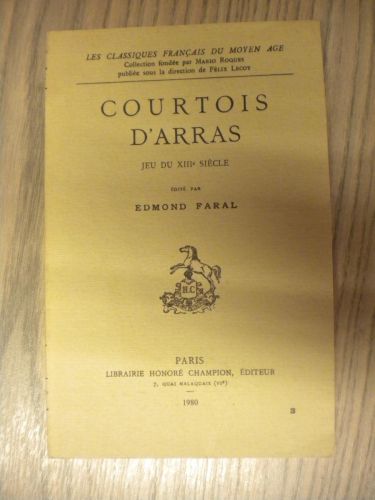 LES CLASSIQUES FRANÇAIS DU MOYEN AGE
Collection fondée par MARIO ROQUES
publiée sous la direction de FÉLIX LECOY
COURTOIS
D'ARRAS
JEU DU XIIIᵉ SIÈCLE
ÉDITÉ PAR
EDMOND FARAL
H.C
PARIS
LIBRAIRIE HONORÉ CHAMPION, ÉDITEUR
7, QUAI MALAQUAIS (VIᵉ)
1980
3